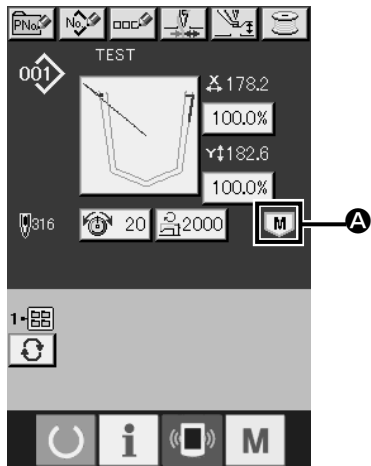 PNo. No.
TEST
001
X 178.2
100.0%
Y 182.6
100.0%
316 20 2000 M A
1
i M